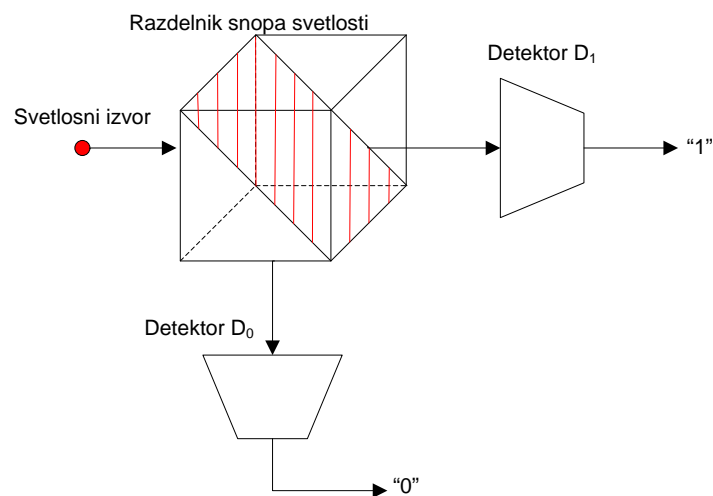 Razdelnik snopa svetlosti
Detektor D₁
Svetlosni izvor
“1”
Detektor D₀
“0”